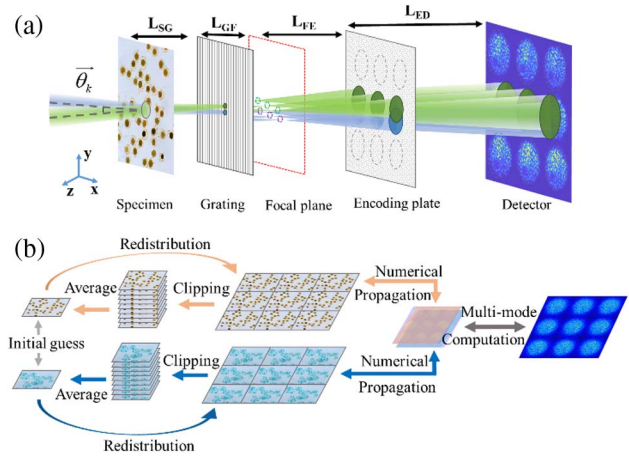 (a)
L_SG
L_GF
L_FE
L_ED
θ_k
y
z
x
Specimen
Grating
Focal plane
Encoding plate
Detector
(b)
Redistribution
Average
Clipping
Numerical
Propagation
Multi-mode
Computation
Initial guess
Clipping
Numerical
Average
Propagation
Redistribution